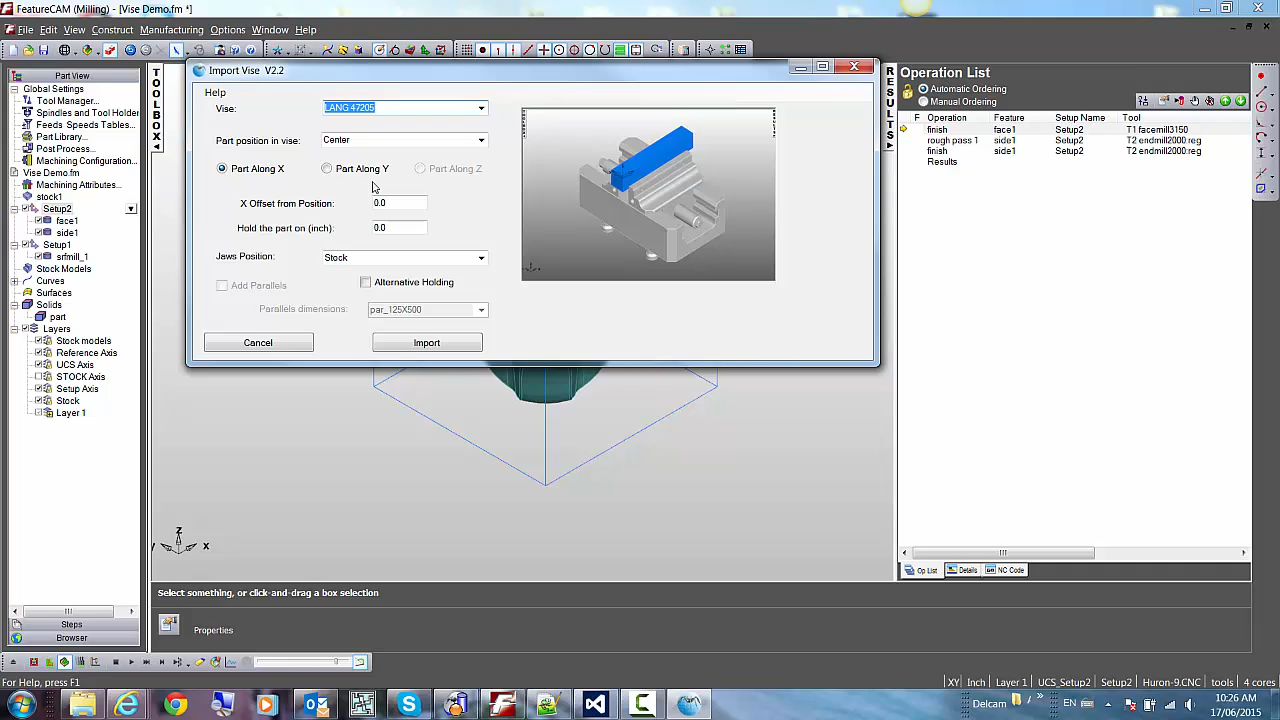 FeatureCAM (Milling) - [Vise Demo.fm *]
File Edit View Construct Manufacturing Options Window Help
Part View
Global Settings
Tool Manager...
Spindles and Tool Holder
Feeds Speeds Tables...
Part Library...
Post Process...
Machining Configuration
Vise Demo.fm
Machining Attributes...
stock1
Setup2
face1
side1
Setup1
srfmill_1
Stock Models
Curves
Surfaces
Solids
part
Layers
Stock models
Reference Axis
UCS Axis
STOCK Axis
Setup Axis
Stock
Layer 1
Steps
Browser
TOOLBOX
Import Vise V2.2
Help
Vise: LANG 47205
Part position in vise: Center
Part Along X Part Along Y Part Along Z
X Offset from Position: 0.0
Hold the part on (inch): 0.0
Jaws Position: Stock
Add Parallels Alternative Holding
Parallels dimensions: par_125X500
Cancel Import
Z
Y X
RESULTS
Operation List
Automatic Ordering
Manual Ordering
F Operation Feature Setup Name Tool
finish face1 Setup2 T1 facemill3150
rough pass 1 side1 Setup2 T2 endmill2000:reg
finish side1 Setup2 T2 endmill2000:reg
Results
Op List Details NC Code
Select something, or click-and-drag a box selection
Properties
For Help, press F1
XY Inch Layer 1 UCS_Setup2 Setup2 Huron-9.CNC tools 4 cores
Delcam EN 10:26 AM
17/06/2015